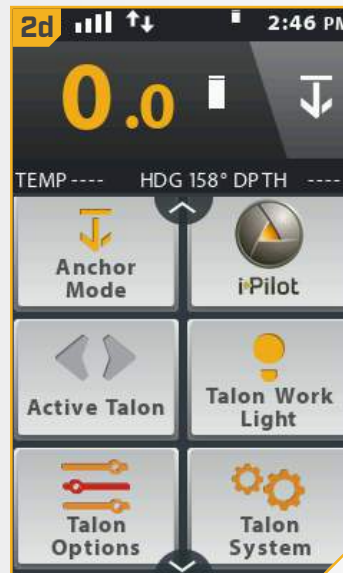 2d 2:46 PM
0.0
TEMP ---- HDG 158° DPTH ----
Anchor
Mode
i·Pilot
Active Talon
Talon Work
Light
Talon
Options
Talon
System